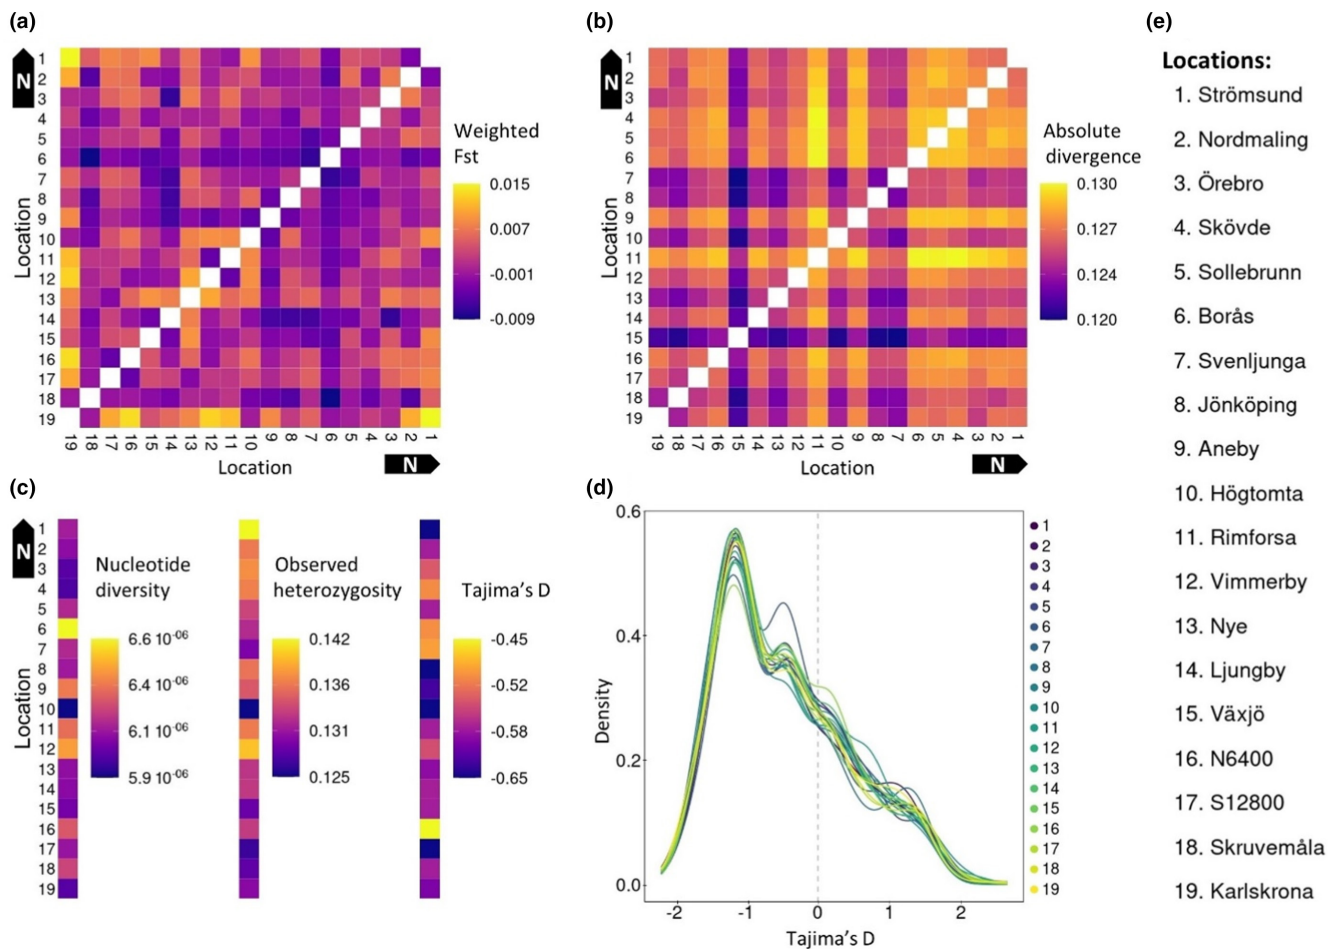 (a)
N
1
2
3
4
5
6
7
8
9
10
11
12
13
14
15
16
17
18
19
Location
19 18 17 16 15 14 13 12 11 10 9 8 7 6 5 4 3 2 1
Location
N
Weighted
Fst
0.015
0.007
-0.001
-0.009
(b)
N
1
2
3
4
5
6
7
8
9
10
11
12
13
14
15
16
17
18
19
Location
19 18 17 16 15 14 13 12 11 10 9 8 7 6 5 4 3 2 1
Location
N
Absolute
divergence
0.130
0.127
0.124
0.120
(e)
Locations:
1. Strömsund
2. Nordmaling
3. Örebro
4. Skövde
5. Sollebrunn
6. Borås
7. Svenljunga
8. Jönköping
9. Aneby
10. Högtomta
11. Rimforsa
12. Vimmerby
13. Nye
14. Ljungby
15. Växjö
16. N6400
17. S12800
18. Skruvemåla
19. Karlskrona
(c)
N
1
2
3
4
5
6
7
8
9
10
11
12
13
14
15
16
17
18
19
Location
Nucleotide
diversity
6.6 10⁻⁰⁶
6.4 10⁻⁰⁶
6.1 10⁻⁰⁶
5.9 10⁻⁰⁶
Observed
heterozygosity
0.142
0.136
0.131
0.125
Tajima's D
-0.45
-0.52
-0.58
-0.65
(d)
0.6
0.4
0.2
0.0
Density
-2 -1 0 1 2
Tajima's D
1
2
3
4
5
6
7
8
9
10
11
12
13
14
15
16
17
18
19